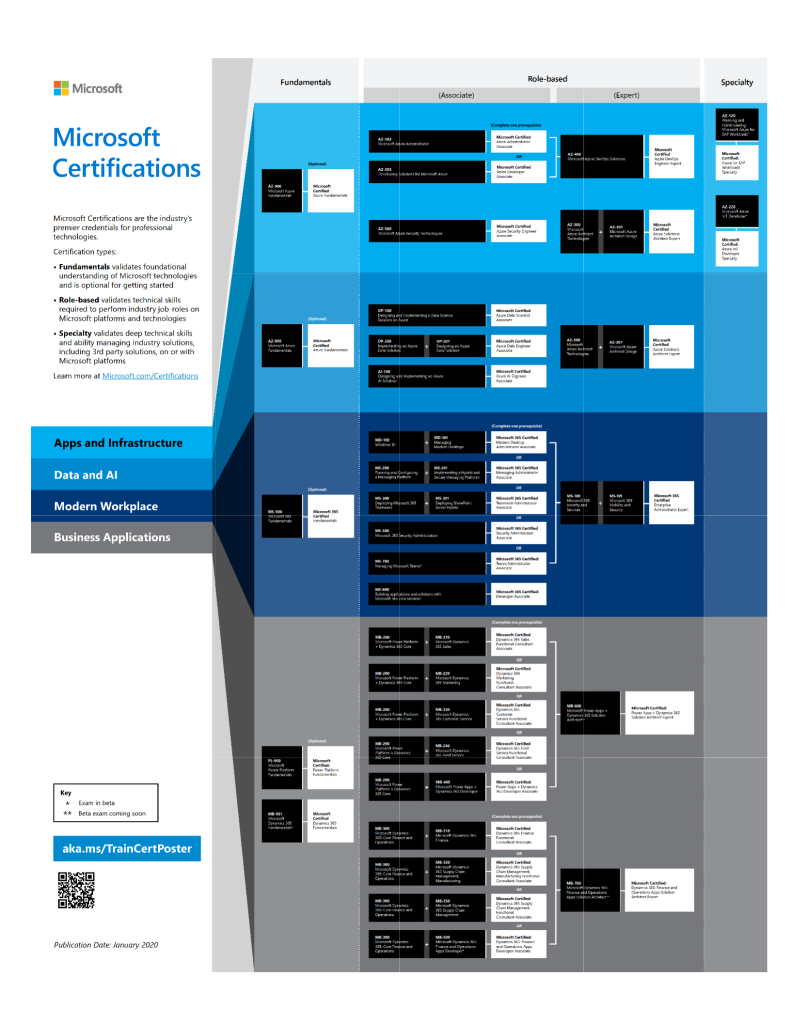 Microsoft
Microsoft
Certifications
Microsoft Certifications are the industry's
premier credentials for professional
technologies.
Certification types:
• Fundamentals validates foundational
understanding of Microsoft technologies
and is optional for getting started
• Role-based validates technical skills
required to perform industry job-roles on
Microsoft platforms and technologies
• Specialty validates deep technical skills
and ability managing industry solutions,
including 3rd party solutions, on or with
Microsoft platforms
Learn more at Microsoft.com/Certifications
Apps and Infrastructure
Data and AI
Modern Workplace
Business Applications
Key
* Exam in beta
** Beta exam coming soon
aka.ms/TrainCertPoster
Publication Date: January 2020
Fundamentals
Role-based
(Associate)
(Expert)
Specialty
(Optional)
AZ-900
Microsoft Azure
Fundamentals
Microsoft
Certified
Azure Fundamentals
(Complete one prerequisite)
AZ-103
Microsoft Azure Administrator
Microsoft Certified
Azure Administrator
Associate
OR
AZ-203
Developing Solutions for Microsoft Azure
Microsoft Certified
Azure Developer
Associate
AZ-400
Microsoft Azure DevOps Solutions
Microsoft
Certified
Azure DevOps
Engineer Expert
AZ-500
Microsoft Azure Security Technologies
Microsoft Certified
Azure Security Engineer
Associate
AZ-300
Microsoft
Azure Architect
Technologies
+
AZ-301
Microsoft Azure
Architect Design
Microsoft
Certified
Azure Solutions
Architect Expert
AZ-120
Planning and
Administering
Microsoft Azure for
SAP Workloads*
Microsoft
Certified:
Azure for SAP
Workloads
Specialty
AZ-220
Microsoft Azure
IoT Developer*
Microsoft
Certified:
Azure IoT
Developer
Specialty
(Optional)
AZ-900
Microsoft Azure
Fundamentals
Microsoft
Certified
Azure Fundamentals
DP-100
Designing and Implementing a Data Science
Solution on Azure
Microsoft Certified
Azure Data Scientist
Associate
DP-200
Implementing an Azure
Data Solution
+
DP-201
Designing an Azure
Data Solution
Microsoft Certified
Azure Data Engineer
Associate
AI-100
Designing and Implementing an Azure
AI Solution
Microsoft Certified
Azure AI Engineer
Associate
AZ-300
Microsoft
Azure Architect
Technologies
+
AZ-301
Microsoft Azure
Architect Design
Microsoft
Certified
Azure Solutions
Architect Expert
(Optional)
MS-900
Microsoft 365
Fundamentals
Microsoft 365
Certified
Fundamentals
(Complete one prerequisite)
MD-100
Windows 10
+
MD-101
Managing
Modern Desktops
Microsoft 365 Certified
Modern Desktop
Administrator Associate
OR
MS-200
Planning and Configuring
a Messaging Platform
+
MS-201
Implementing a Hybrid and
Secure Messaging Platform
Microsoft 365 Certified
Messaging Administrator
Associate
OR
MS-300
Deploying Microsoft 365
Teamwork
+
MS-301
Deploying SharePoint
Server Hybrid
Microsoft 365 Certified
Teamwork Administrator
Associate
OR
MS-500
Microsoft 365 Security Administration
Microsoft 365 Certified
Security Administrator
Associate
OR
MS-700
Managing Microsoft Teams*
Microsoft 365 Certified:
Teams Administrator
Associate
MS-600
Building applications and solutions with
Microsoft 365 core services*
Microsoft 365 Certified:
Developer Associate
MS-100
Microsoft 365
Identity and
Services
+
MS-101
Microsoft 365
Mobility and
Security
Microsoft 365
Certified
Enterprise
Administrator Expert
(Optional)
PL-900
Microsoft
Power Platform
Fundamentals
Microsoft
Certified:
Power Platform
Fundamentals
MB-901
Microsoft
Dynamics 365
Fundamentals*
Microsoft
Certified:
Dynamics 365
Fundamentals
(Complete one prerequisite)
MB-200
Microsoft Power Platform
+ Dynamics 365 Core
+
MB-210
Microsoft Dynamics
365 Sales
Microsoft Certified:
Dynamics 365 Sales
Functional Consultant
Associate
OR
MB-200
Microsoft Power Platform
+ Dynamics 365 Core
+
MB-220
Microsoft Dynamics
365 Marketing
Microsoft Certified:
Dynamics 365
Marketing
Functional
Consultant Associate
OR
MB-200
Microsoft Power Platform
+ Dynamics 365 Core
+
MB-230
Microsoft Dynamics
365 Customer Service
Microsoft Certified:
Dynamics 365
Customer
Service Functional
Consultant Associate
OR
MB-200
Microsoft Power
Platform + Dynamics
365 Core
+
MB-240
Microsoft Dynamics
365 Field Service
Microsoft Certified:
Dynamics 365 Field
Service Functional
Consultant Associate
OR
MB-200
Microsoft Power
Platform + Dynamics
365 Core
+
MB-400
Microsoft Power Apps +
Dynamics 365 Developer
Microsoft Certified:
Power Apps + Dynamics
365 Developer Associate
MB-600
Microsoft Power Apps +
Dynamics 365 Solution
Architect*
Microsoft Certified:
Power Apps + Dynamics 365
Solution Architect Expert
(Complete one prerequisite)
MB-300
Microsoft Dynamics
365: Core Finance and
Operations
+
MB-310
Microsoft Dynamics 365
Finance
Microsoft Certified:
Dynamics 365 Finance
Functional
Consultant Associate
OR
MB-300
Microsoft Dynamics
365: Core Finance and
Operations
+
MB-320
Microsoft Dynamics
365 Supply Chain
Management,
Manufacturing
Microsoft Certified:
Dynamics 365 Supply
Chain Management,
Manufacturing Functional
Consultant Associate
OR
MB-300
Microsoft Dynamics
365: Core Finance and
Operations
+
MB-330
Microsoft Dynamics
365 Supply Chain
Management
Microsoft Certified:
Dynamics 365 Supply
Chain Management,
Functional
Consultant Associate
OR
MB-300
Microsoft Dynamics
365: Core Finance and
Operations
+
MB-500
Microsoft Dynamics 365:
Finance and Operations
Apps Developer*
Microsoft Certified:
Dynamics 365: Finance
and Operations Apps
Developer Associate
MB-700
Microsoft Dynamics 365:
Finance and Operations
Apps Solution Architect**
Microsoft Certified:
Dynamics 365: Finance and
Operations Apps Solution
Architect Expert